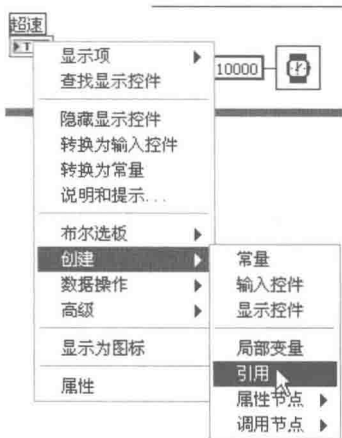 超速
T
显示项
查找显示控件
10000
隐藏显示控件
转换为输入控件
转换为常量
说明和提示...
布尔选板
创建
数据操作
高级
显示为图标
属性
常量
输入控件
显示控件
局部变量
引用
属性节点
调用节点